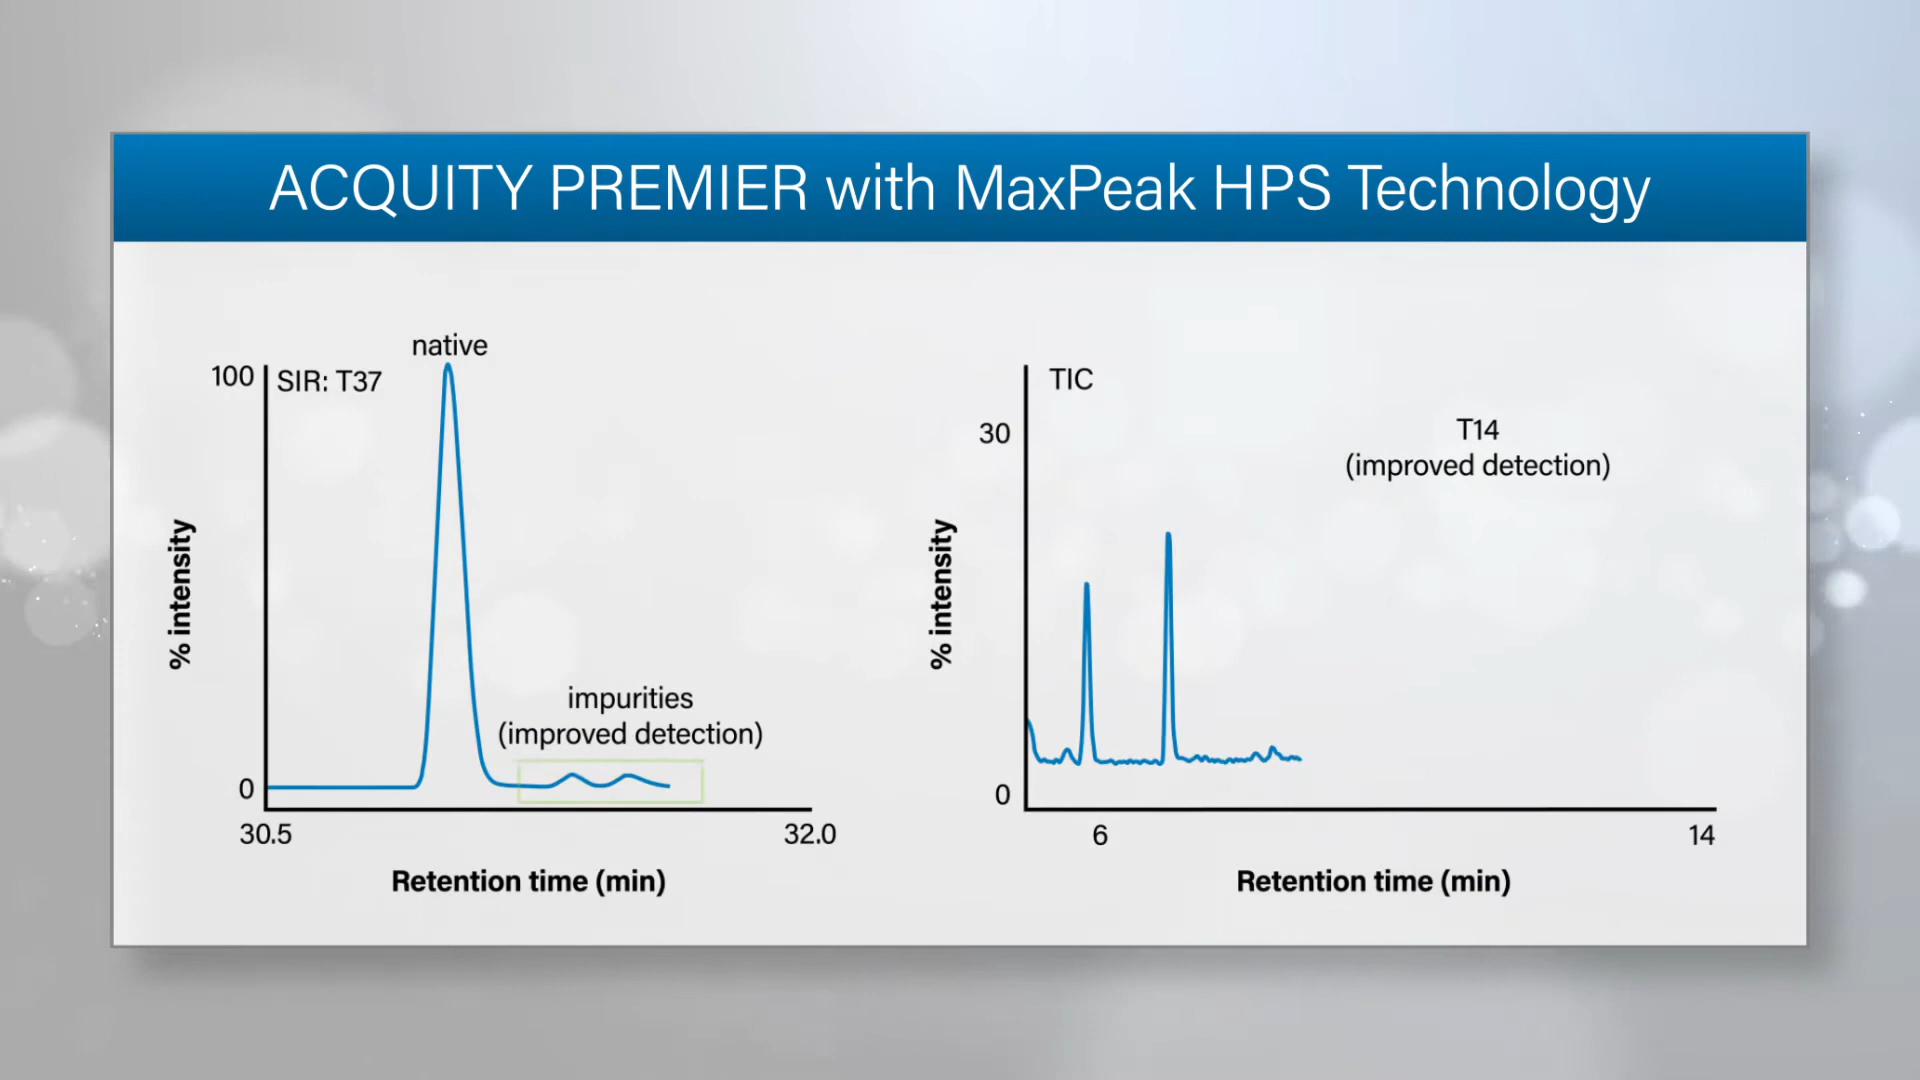 ACQUITY PREMIER with MaxPeak HPS Technology
native
100
SIR: T37
% intensity
impurities
(improved detection)
0
30.5
32.0
Retention time (min)
TIC
30
T14
(improved detection)
% intensity
0
6
14
Retention time (min)